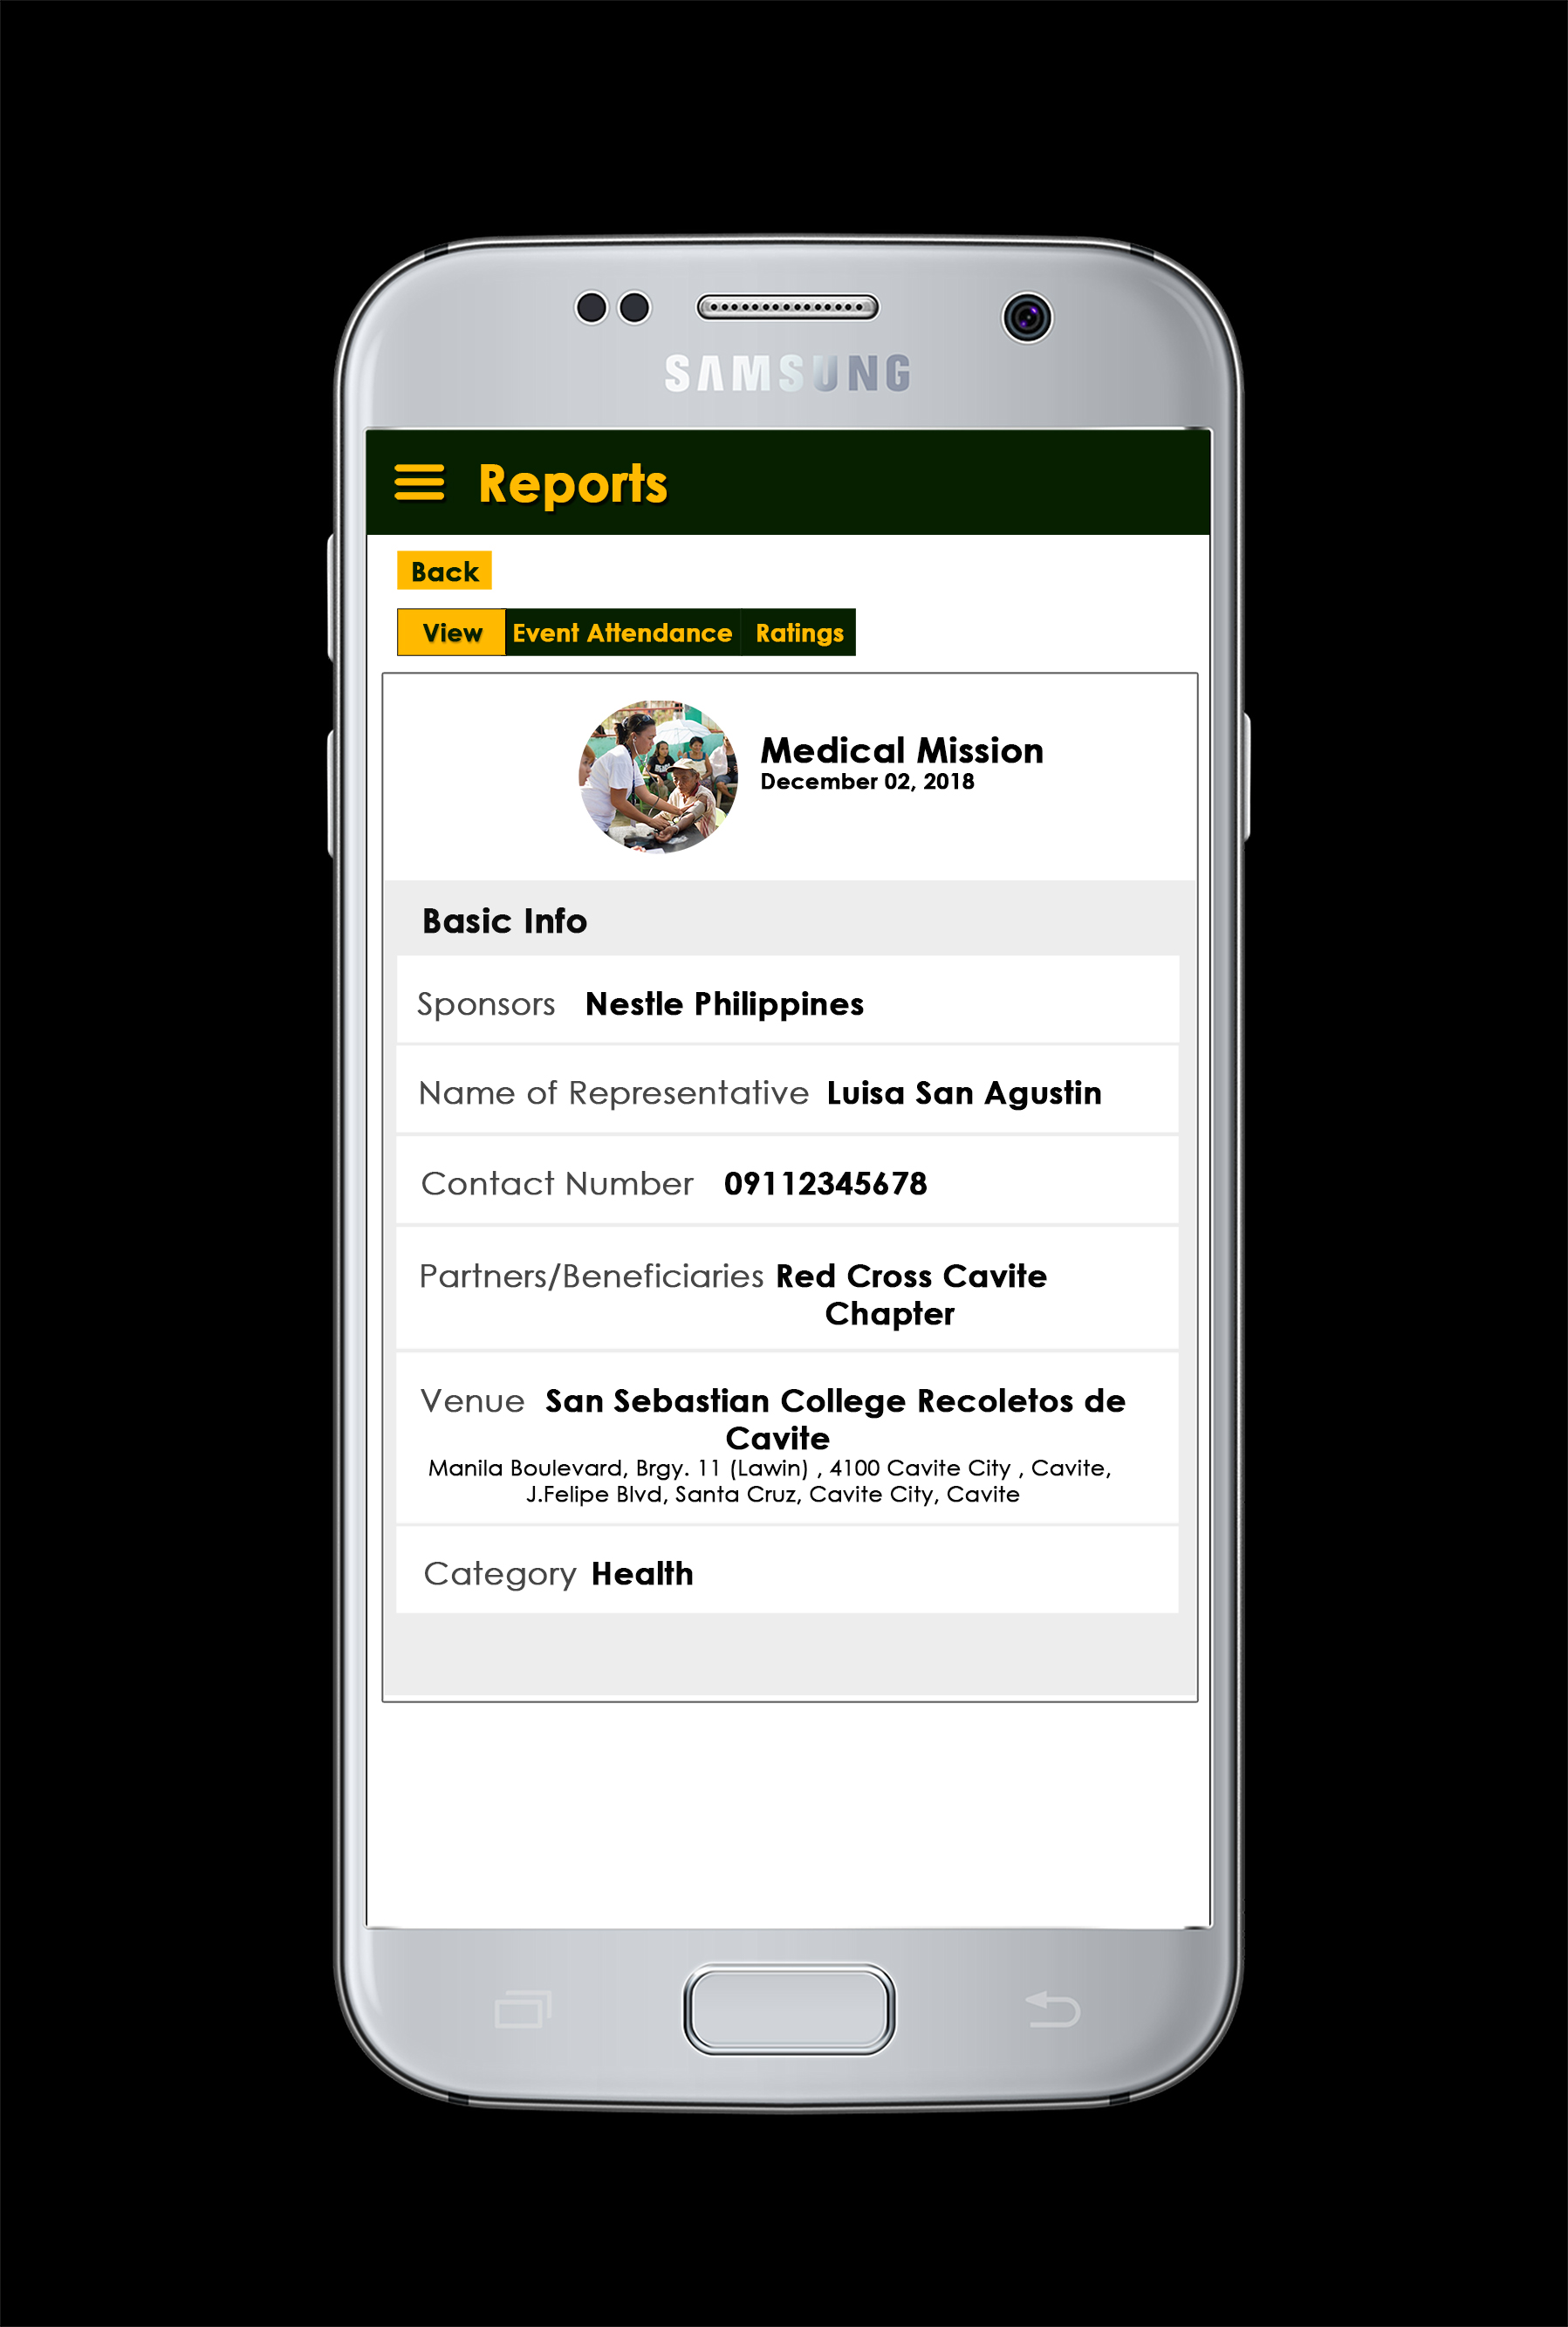 SAMSUNG
Reports
Back
View Event Attendance Ratings
Medical Mission
December 02, 2018
Basic Info
Sponsors Nestle Philippines
Name of Representative Luisa San Agustin
Contact Number 09112345678
Partners/Beneficiaries Red Cross Cavite
Chapter
Venue San Sebastian College Recoletos de
Cavite
Manila Boulevard, Brgy. 11 (Lawin) , 4100 Cavite City , Cavite,
J.Felipe Blvd, Santa Cruz, Cavite City, Cavite
Category Health